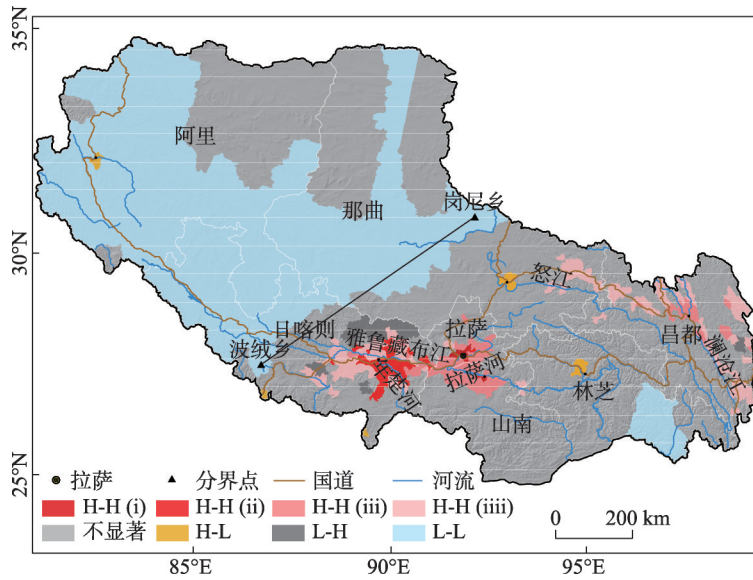 35°N
30°N
25°N
阿里
那曲
岗尼乡
怒江
日喀则
波绒乡
雅鲁藏布江
拉萨
年楚河
拉萨河
昌都
澜沧江
林芝
山南
拉萨 分界点 国道 河流
H-H (i) H-H (ii) H-H (iii) H-H (iiii)
不显著 H-L L-H L-L
0 200 km
85°E 90°E 95°E